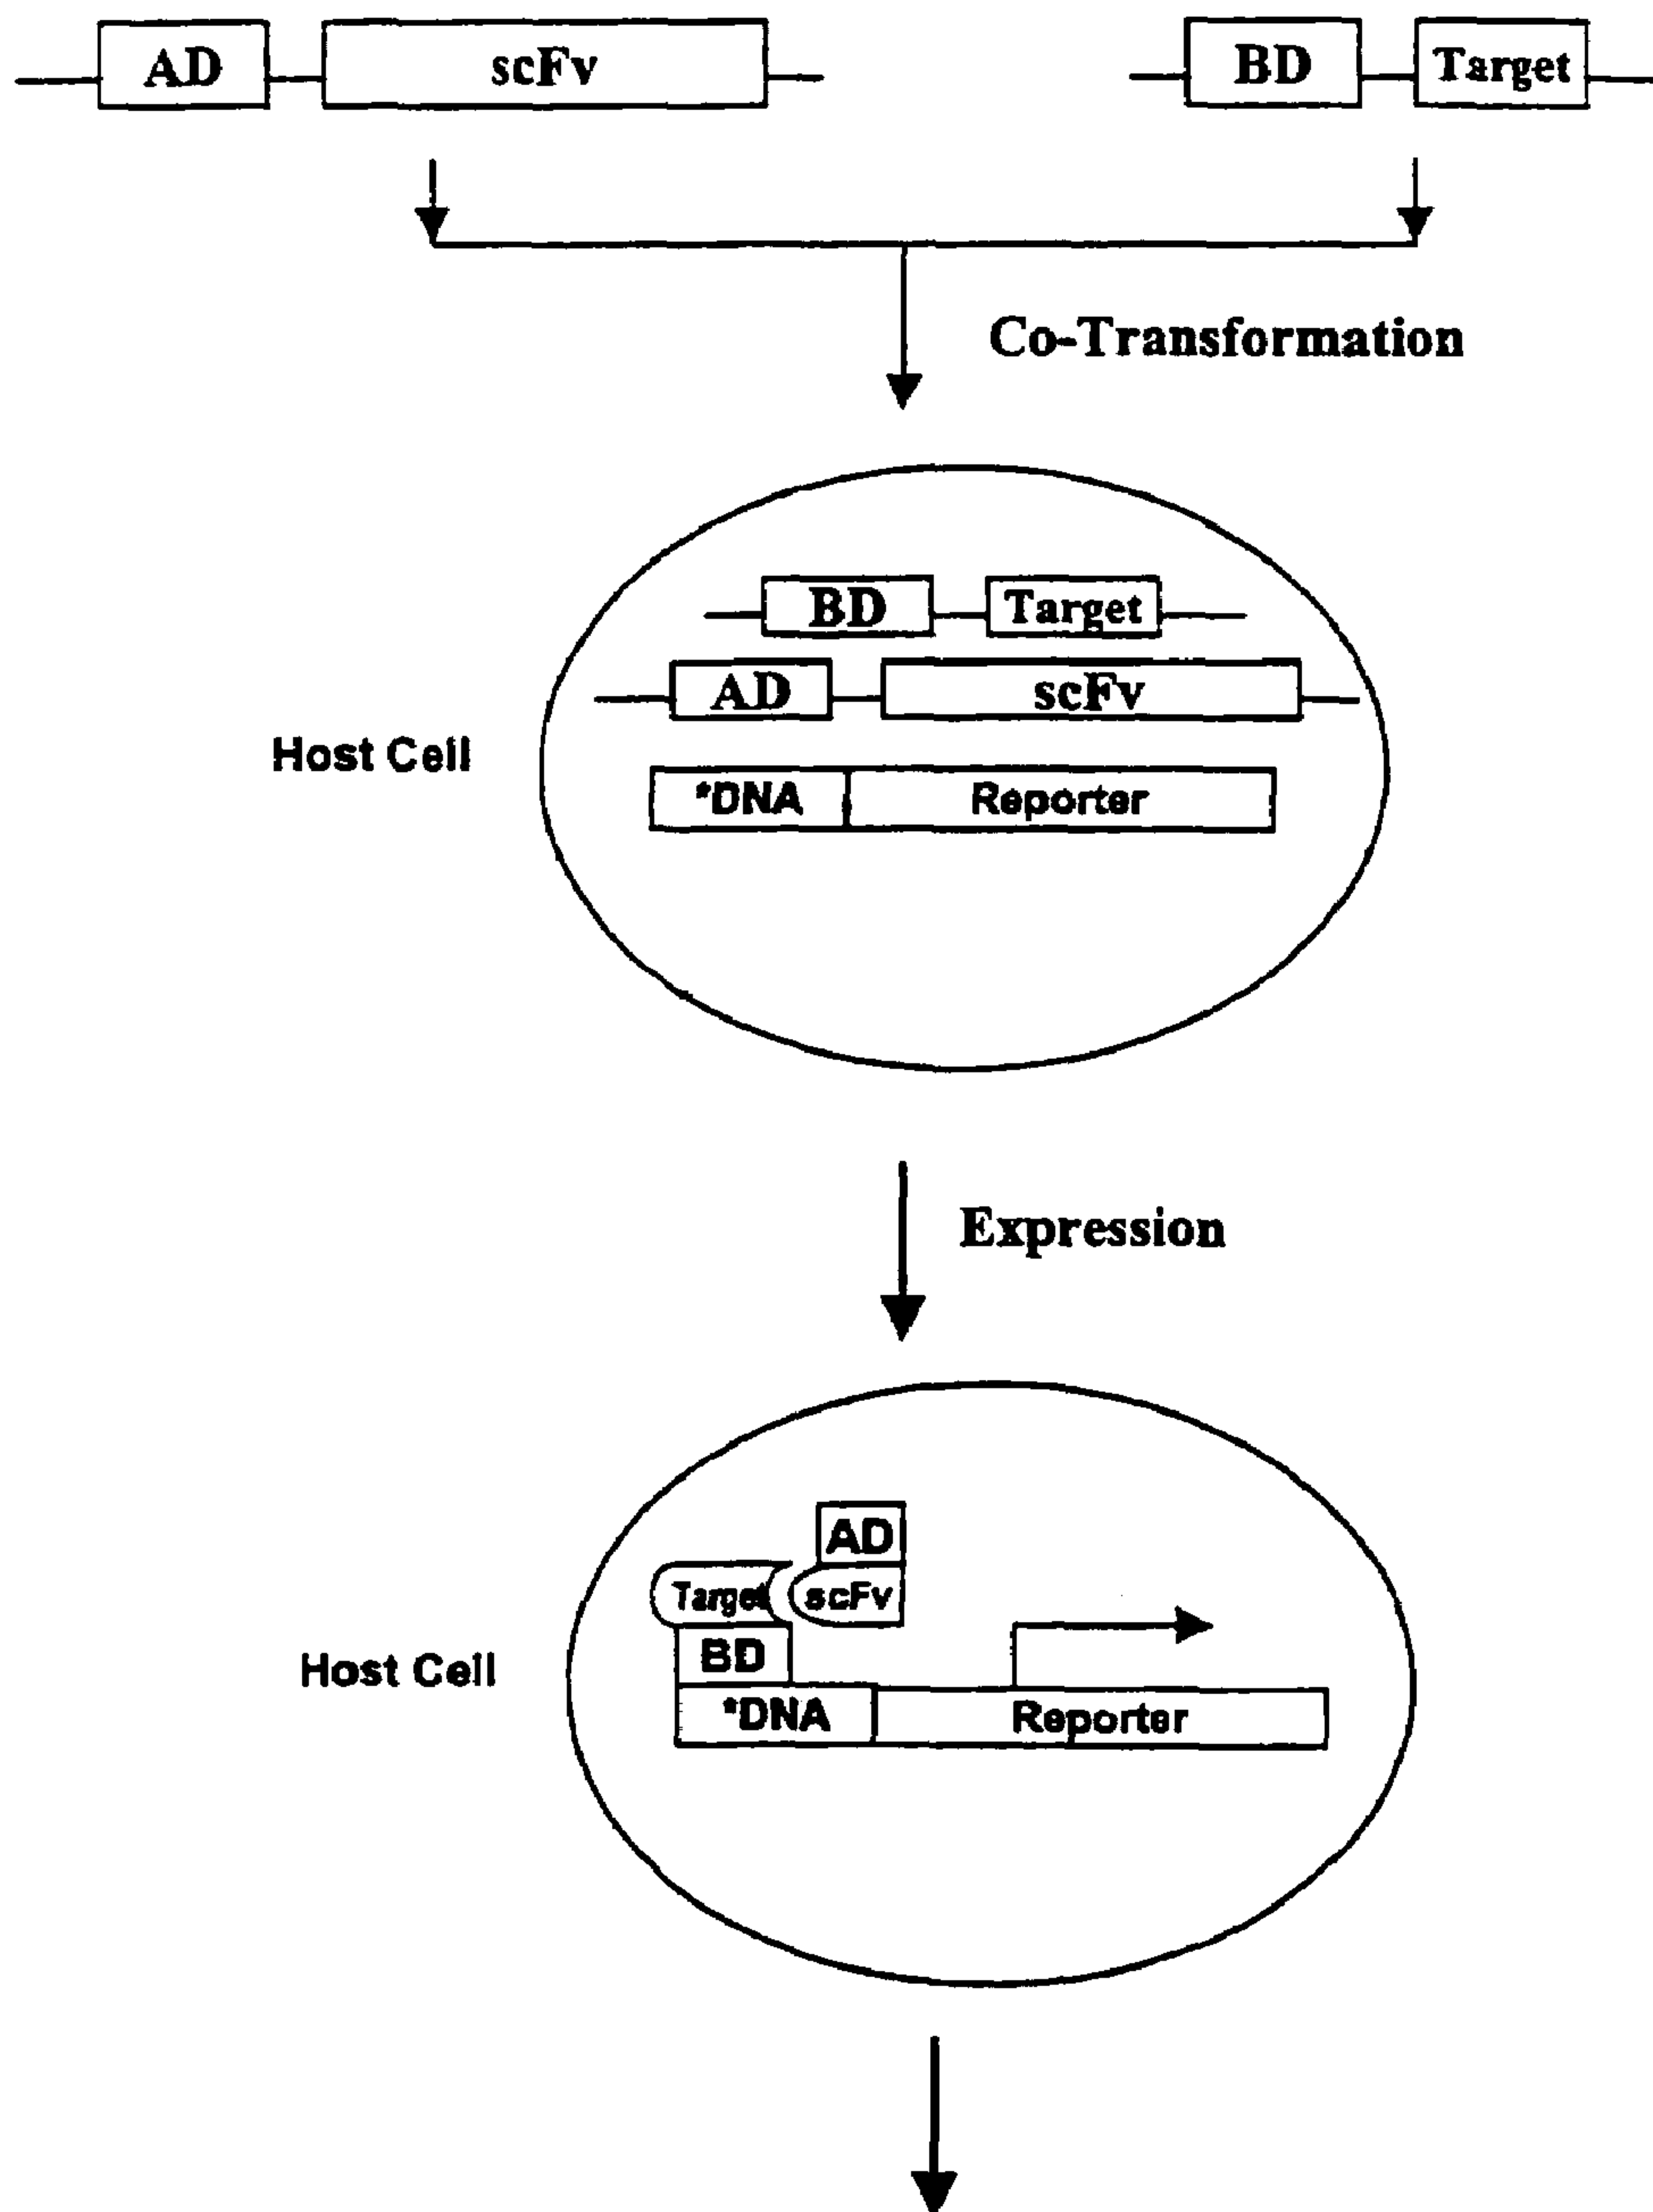 AD scFv BD Target
Co-Transformation
BD Target
AD scFv
Host Cell
*DNA Reporter
Expression
AD
Target scFv
BD
Host Cell
*DNA Reporter